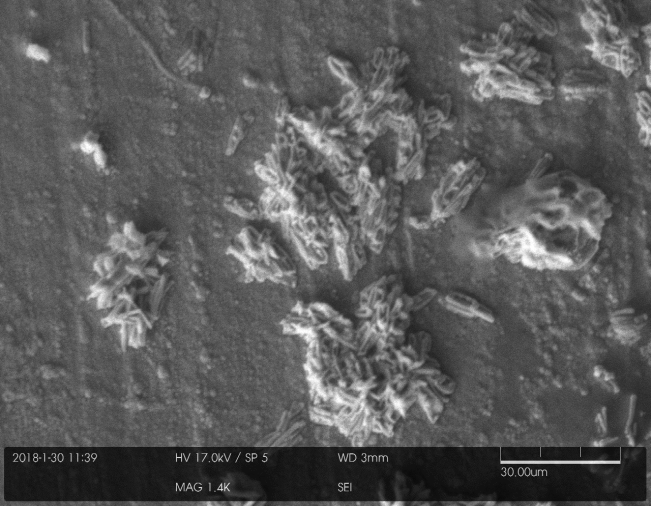 2018-1-30 11:39 HV 17.0kV / SP 5 WD 3mm
30.00um
MAG 1.4K SEI